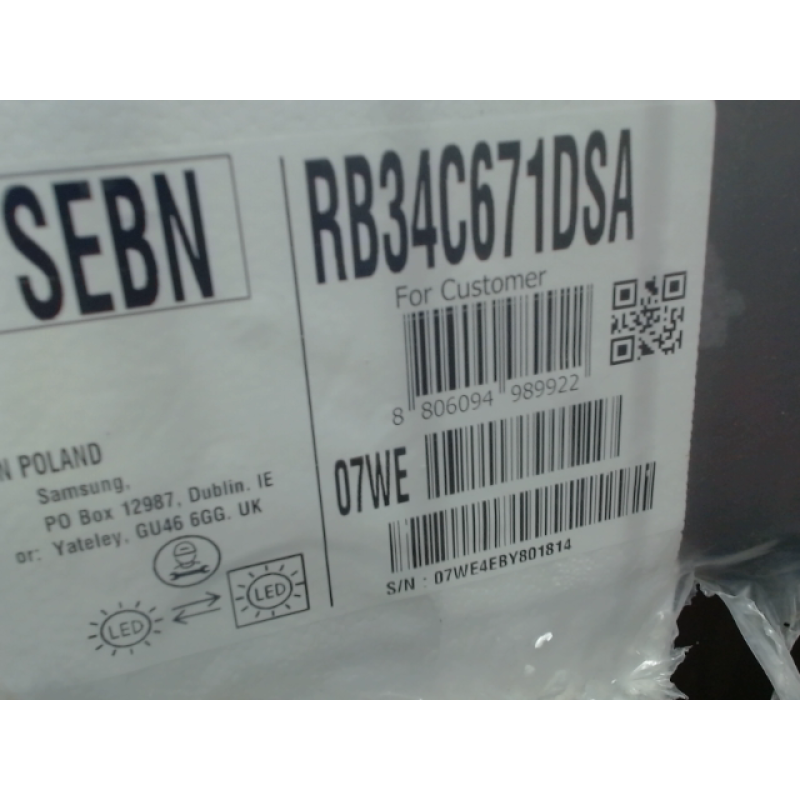 SEBN
RB34C671DSA
For Customer
8 806094 989922
07WE
S/N : 07WE4EBY801814
N POLAND
Samsung,
PO Box 12987, Dublin. IE
or: Yateley, GU46 6GG. UK
LED
LED